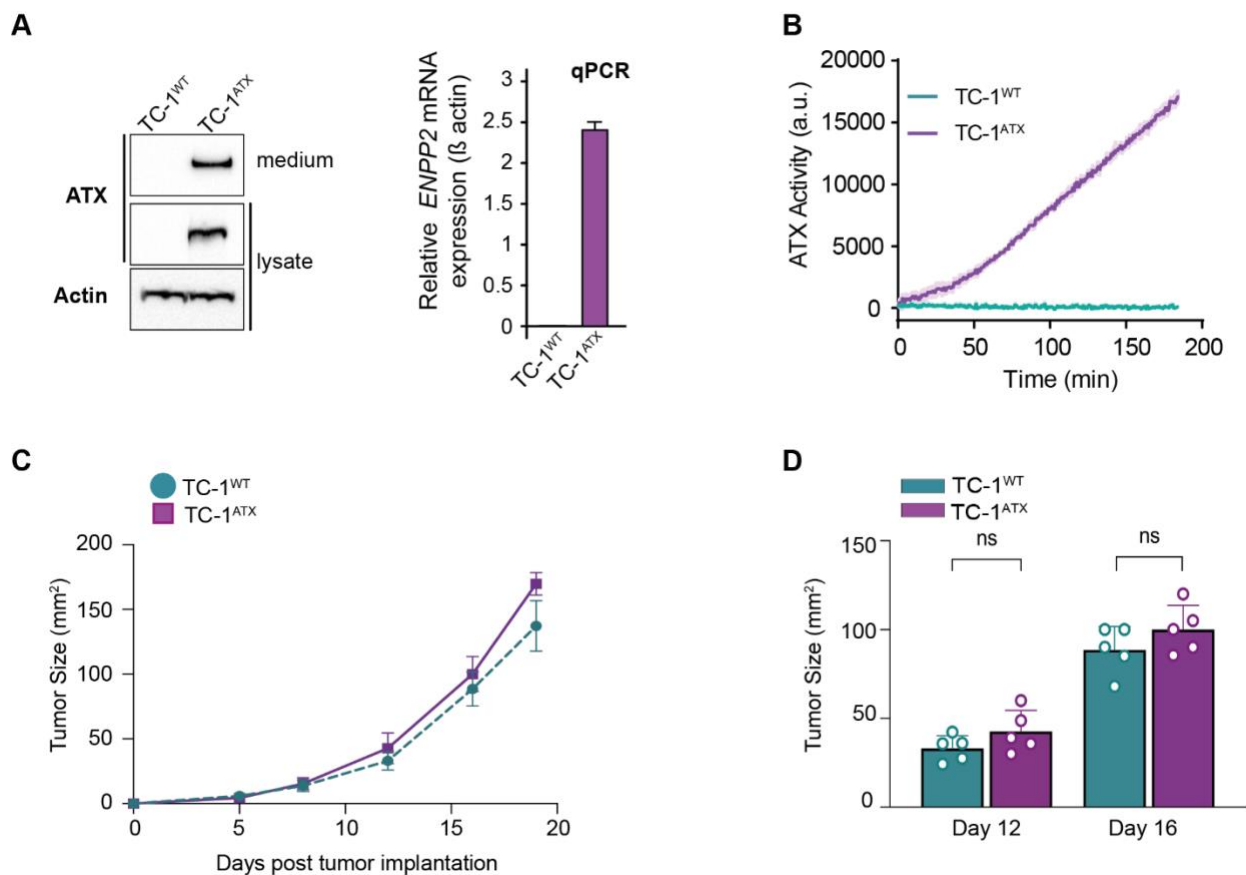 A
TC-1WT
TC-1ATX
ATX
medium
lysate
Actin
qPCR
Relative ENPP2 mRNA
expression (ß actin)
3
2.5
2
1.5
1
0.5
0
TC-1WT
TC-1ATX
B
ATX Activity (a.u.)
20000
15000
10000
5000
0
TC-1WT
TC-1ATX
0 50 100 150 200
Time (min)
C
TC-1WT
TC-1ATX
Tumor Size (mm²)
200
150
100
50
0
0 5 10 15 20
Days post tumor implantation
D
TC-1WT
TC-1ATX
Tumor Size (mm²)
150
100
50
0
ns
ns
Day 12 Day 16